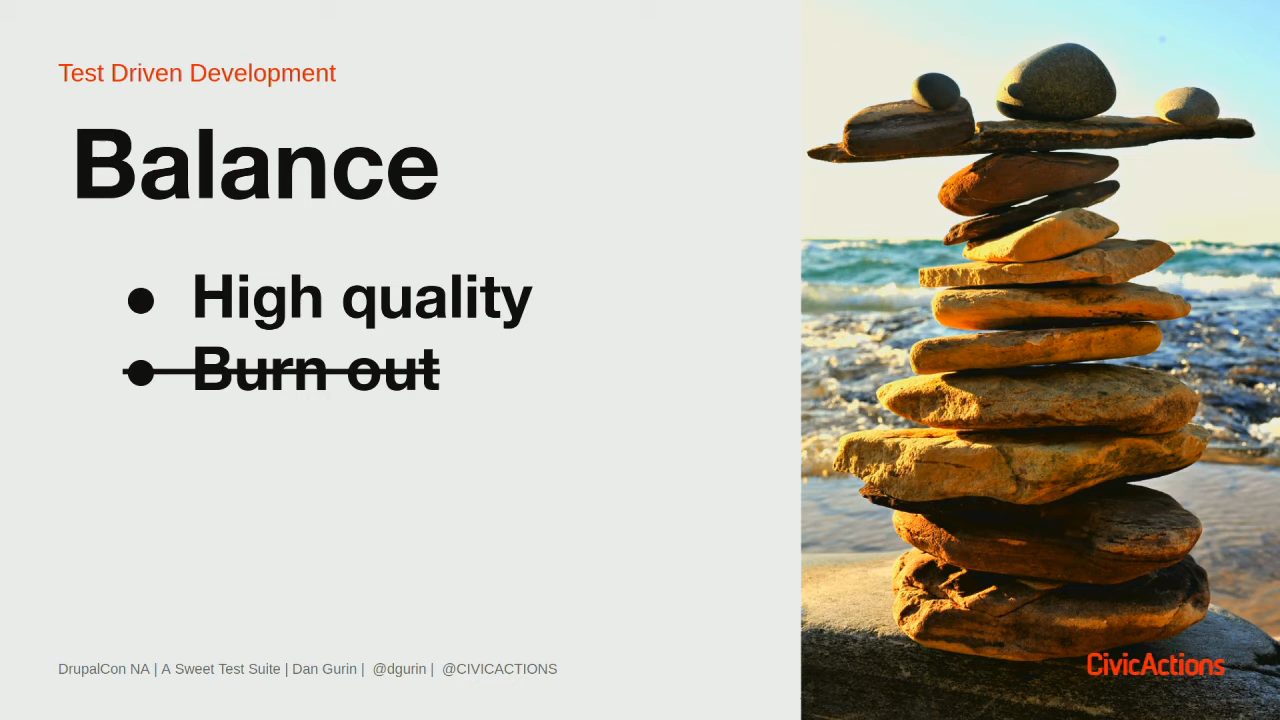 Test Driven Development
Balance
● High quality
● Burn out
DrupalCon NA | A Sweet Test Suite | Dan Gurin | @dgurin | @CIVICACTIONS
CivicActions